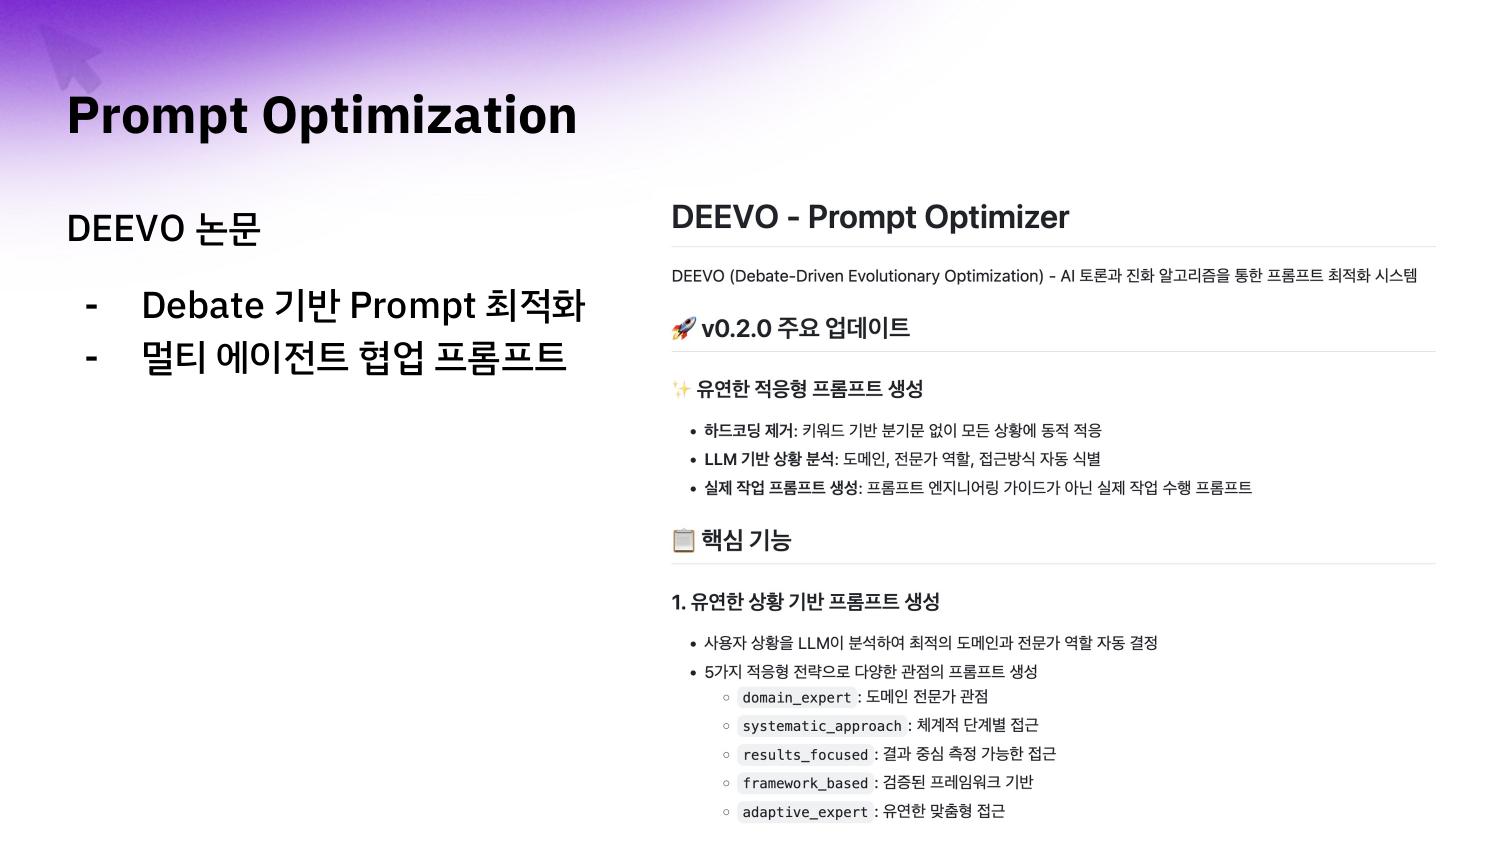 Prompt Optimization
DEEVO 논문
- Debate 기반 Prompt 최적화
- 멀티 에이전트 협업 프롬프트
DEEVO - Prompt Optimizer
DEEVO (Debate-Driven Evolutionary Optimization) - AI 토론과 진화 알고리즘을 통한 프롬프트 최적화 시스템
🚀 v0.2.0 주요 업데이트
✨ 유연한 적응형 프롬프트 생성
• 하드코딩 제거: 키워드 기반 분기문 없이 모든 상황에 동적 적응
• LLM 기반 상황 분석: 도메인, 전문가 역할, 접근방식 자동 식별
• 실제 작업 프롬프트 생성: 프롬프트 엔지니어링 가이드가 아닌 실제 작업 수행 프롬프트
📋 핵심 기능
1. 유연한 상황 기반 프롬프트 생성
• 사용자 상황을 LLM이 분석하여 최적의 도메인과 전문가 역할 자동 결정
• 5가지 적응형 전략으로 다양한 관점의 프롬프트 생성
○ domain_expert: 도메인 전문가 관점
○ systematic_approach: 체계적 단계별 접근
○ results_focused: 결과 중심 측정 가능한 접근
○ framework_based: 검증된 프레임워크 기반
○ adaptive_expert: 유연한 맞춤형 접근